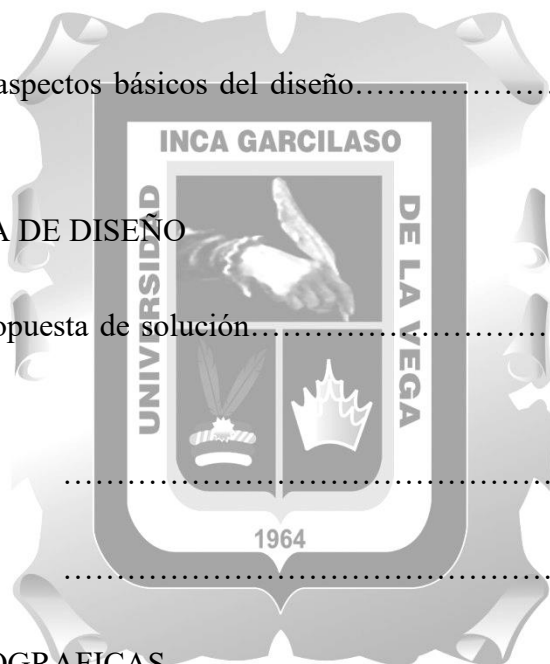 aspectos básicos del diseño…………………
INCA GARCILASO
UNIVERSIDAD
DE LA VEGA
A DE DISEÑO
opuesta de solución……………………………
……………………………………………………
1964
……………………………………………………
OGRAFICAS